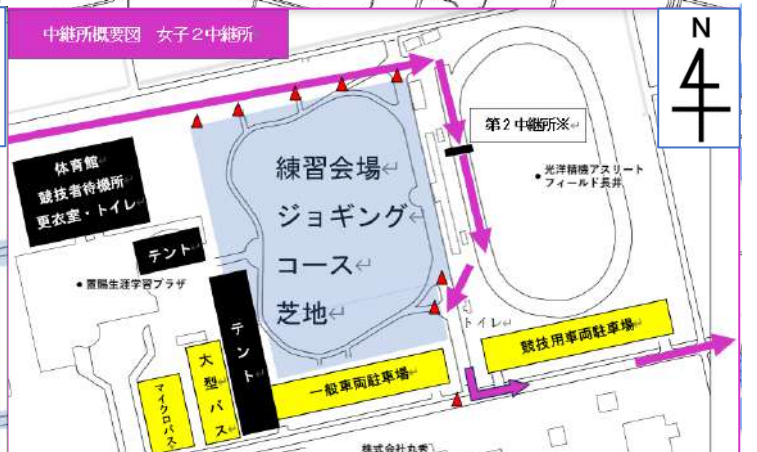 中継所概要図 女子2中継所
N
第2中継所※
体育館
競技者待機所
更衣室・トイレ
練習会場
ジョギング
コース
芝地
光洋精機アスリート
フィールド長井
テント
置賜生涯学習プラザ
テント
トイレ
競技用車両駐車場
一般車両駐車場
大型バス
マイクロバス
株式会社丸秀